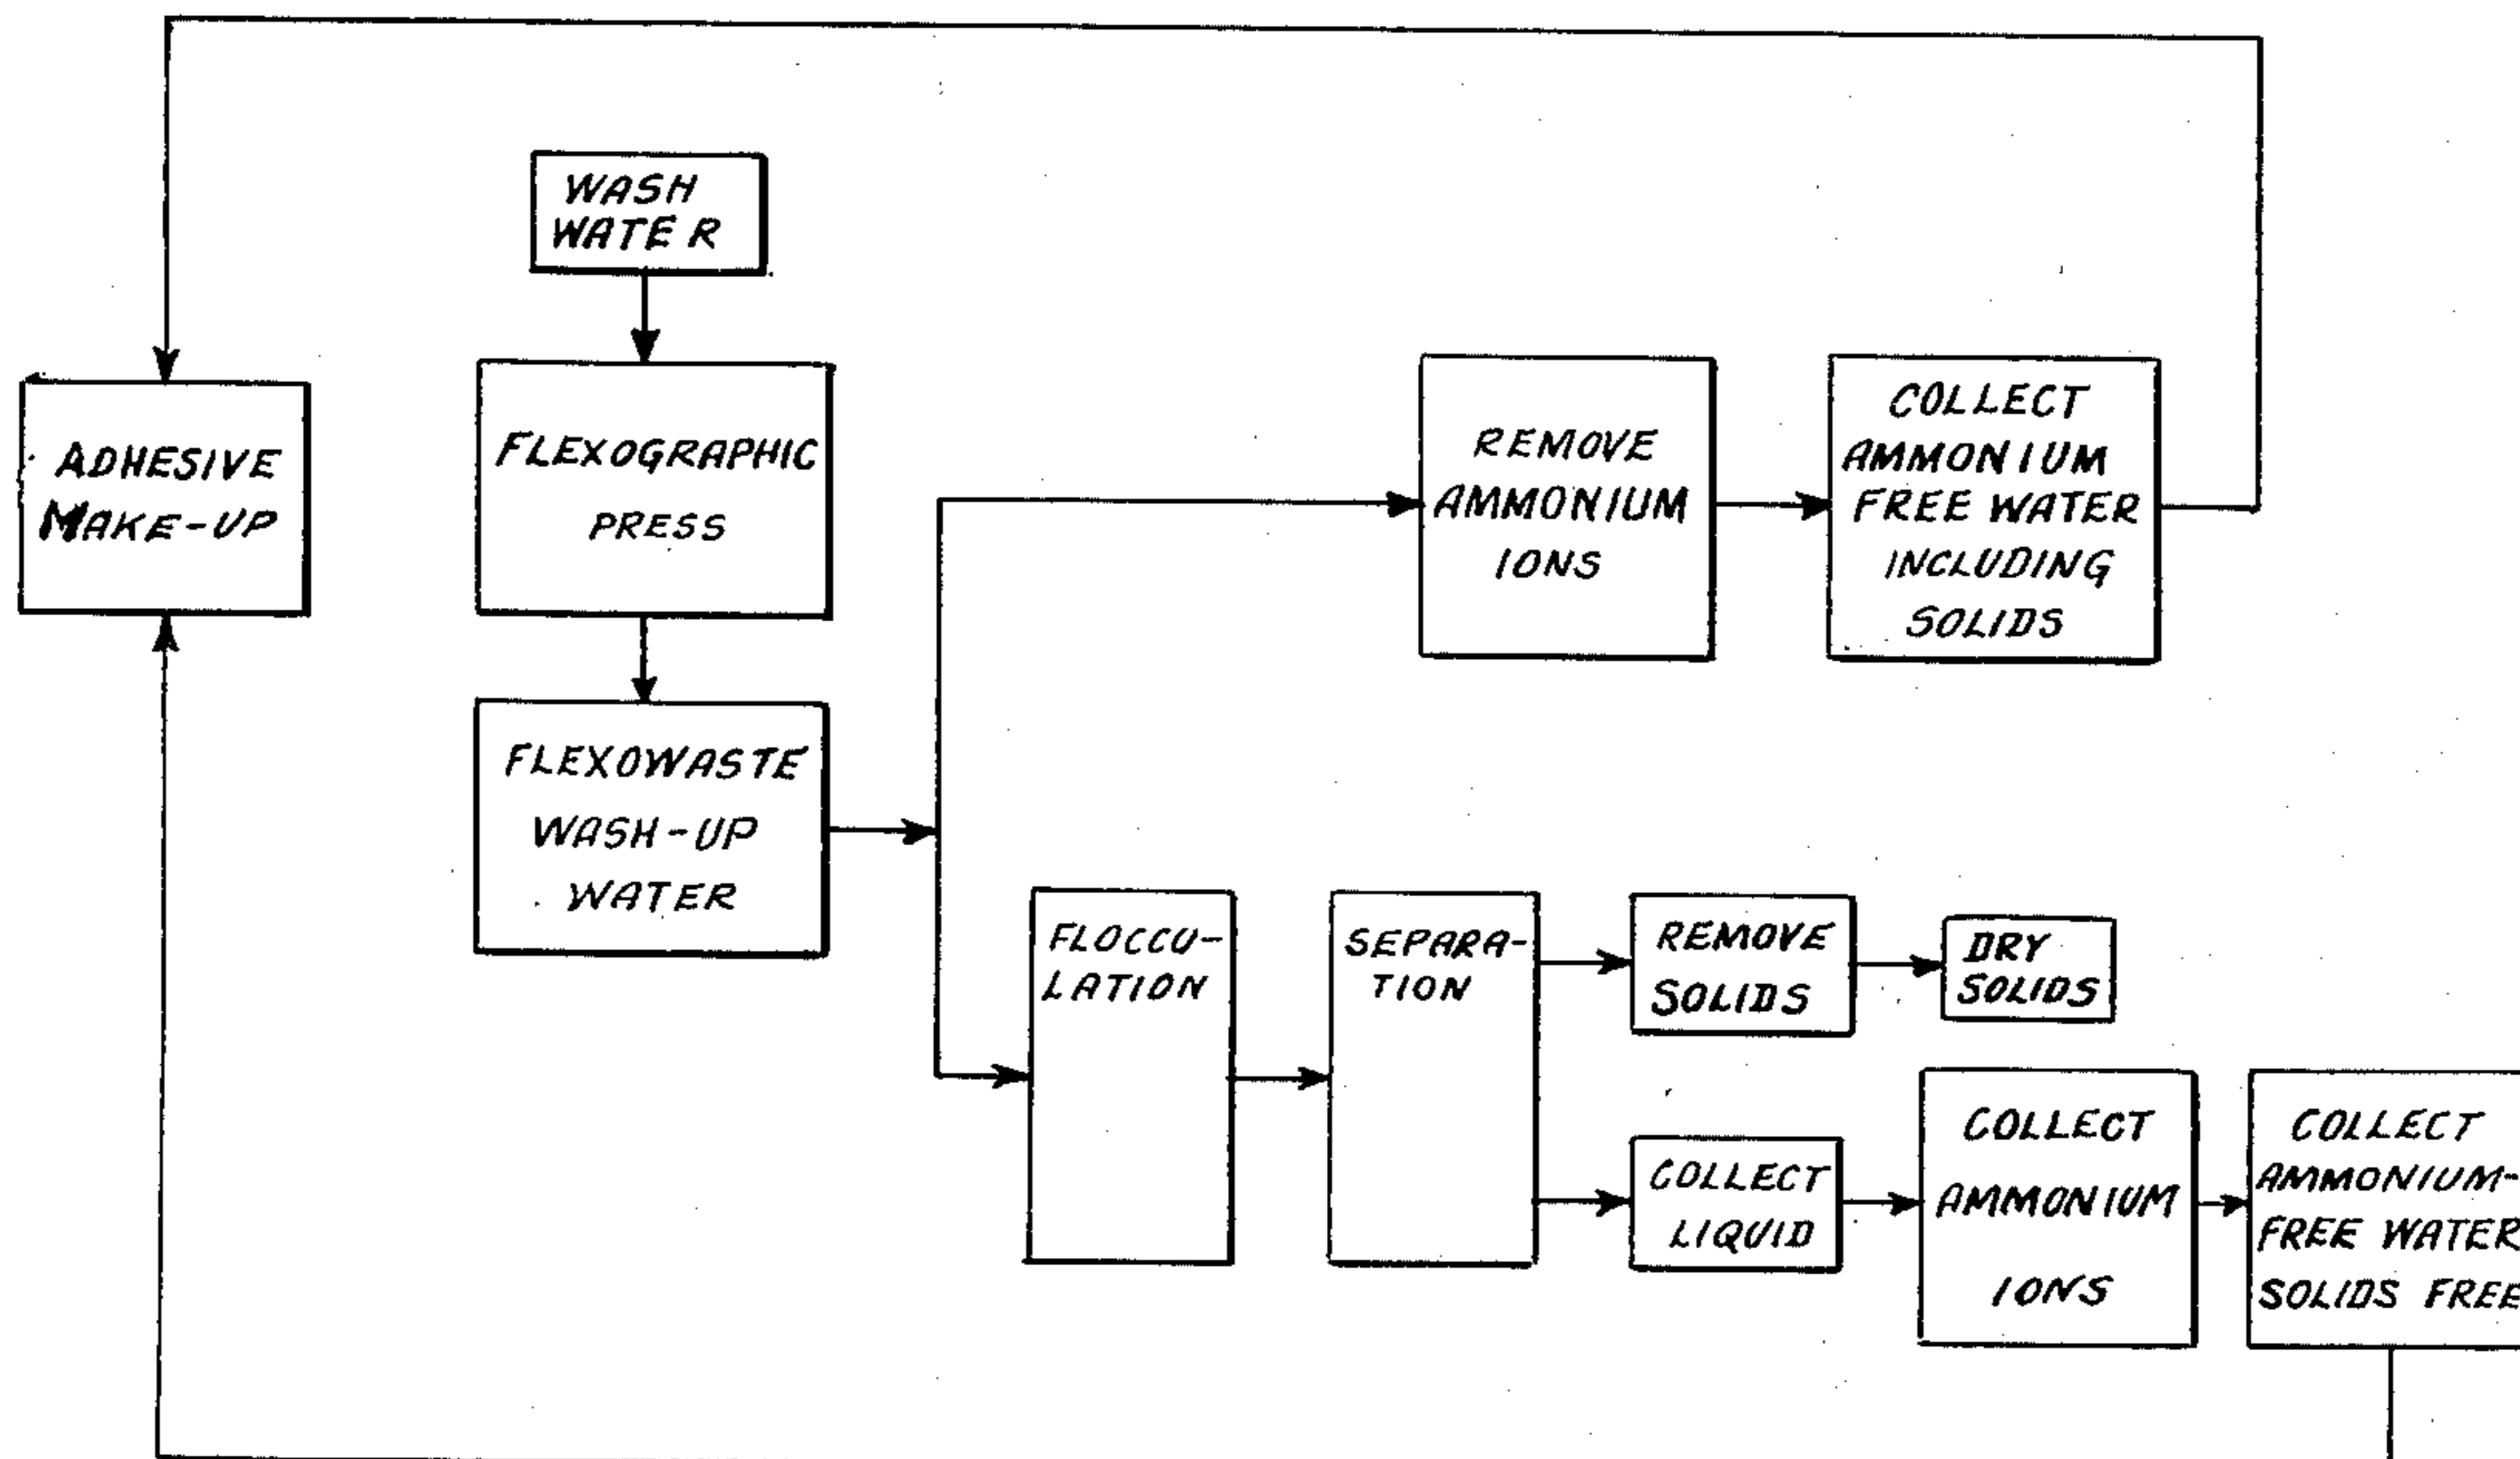 WASH
WATER
ADHESIVE
MAKE-UP
FLEXOGRAPHIC
PRESS
FLEXOWASTE
WASH-UP
WATER
REMOVE
AMMONIUM
IONS
COLLECT
AMMONIUM
FREE WATER
INCLUDING
SOLIDS
FLOCCU-
LATION
SEPARA-
TION
REMOVE
SOLIDS
DRY
SOLIDS
COLLECT
LIQUID
COLLECT
AMMONIUM
IONS
COLLECT
AMMONIUM-
FREE WATER
SOLIDS FREE